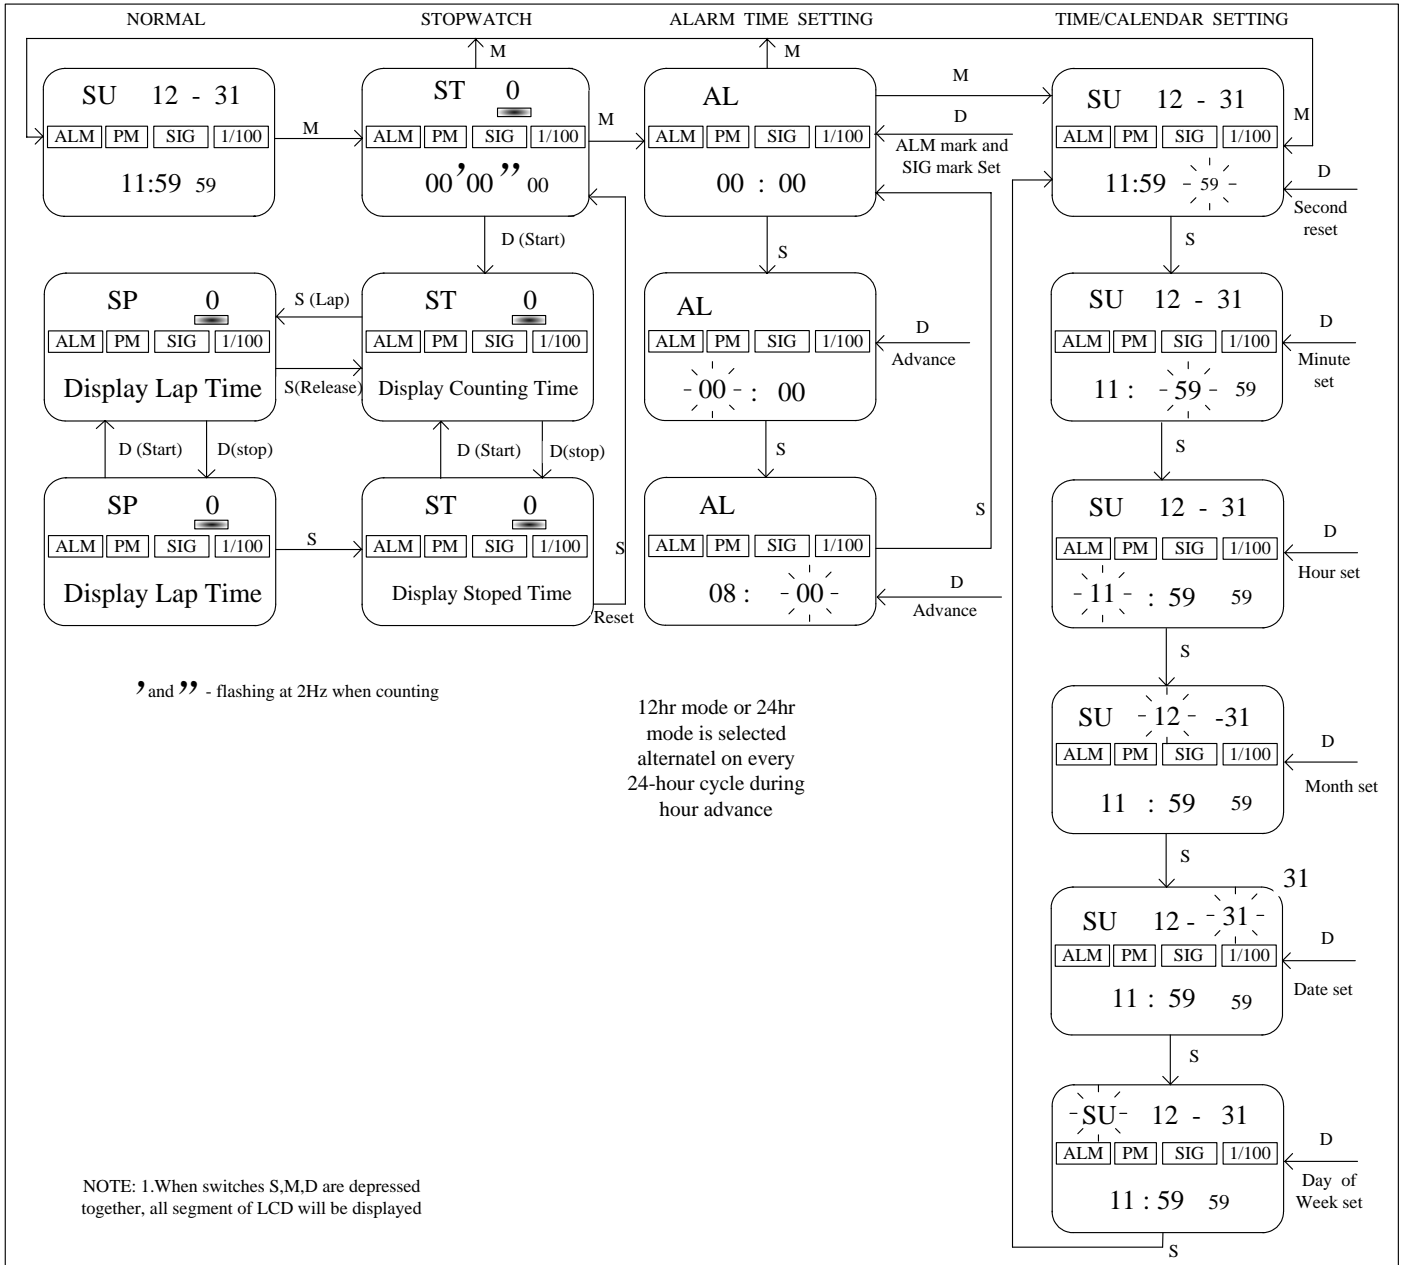 NORMAL
STOPWATCH
ALARM TIME SETTING
TIME/CALENDAR SETTING
M
M
SU 12 - 31
ALM PM SIG 1/100
11:59 59
M
ST 0
ALM PM SIG 1/100
00'00"00
M
AL
ALM PM SIG 1/100
00 : 00
M
D
ALM mark and
SIG mark Set
SU 12 - 31
ALM PM SIG 1/100
11:59 59
M
D
Second
reset
D (Start)
S
S
SP 0
ALM PM SIG 1/100
Display Lap Time
S (Lap)
S(Release)
ST 0
ALM PM SIG 1/100
Display Counting Time
AL
ALM PM SIG 1/100
00 : 00
D
Advance
SU 12 - 31
ALM PM SIG 1/100
11 : 59 59
D
Minute
set
D (Start)
D(stop)
D (Start)
D(stop)
S
S
SP 0
ALM PM SIG 1/100
Display Lap Time
S
ST 0
ALM PM SIG 1/100
Display Stoped Time
S
Reset
AL
ALM PM SIG 1/100
08 : 00
S
D
Advance
SU 12 - 31
ALM PM SIG 1/100
11 : 59 59
D
Hour set
S
' and " - flashing at 2Hz when counting
12hr mode or 24hr
mode is selected
alternatel on every
24-hour cycle during
hour advance
SU 12 -31
ALM PM SIG 1/100
11 : 59 59
D
Month set
S
31
SU 12 - 31
ALM PM SIG 1/100
11 : 59 59
D
Date set
S
SU 12 - 31
ALM PM SIG 1/100
11 : 59 59
D
Day of
Week set
S
NOTE: 1.When switches S,M,D are depressed
together, all segment of LCD will be displayed